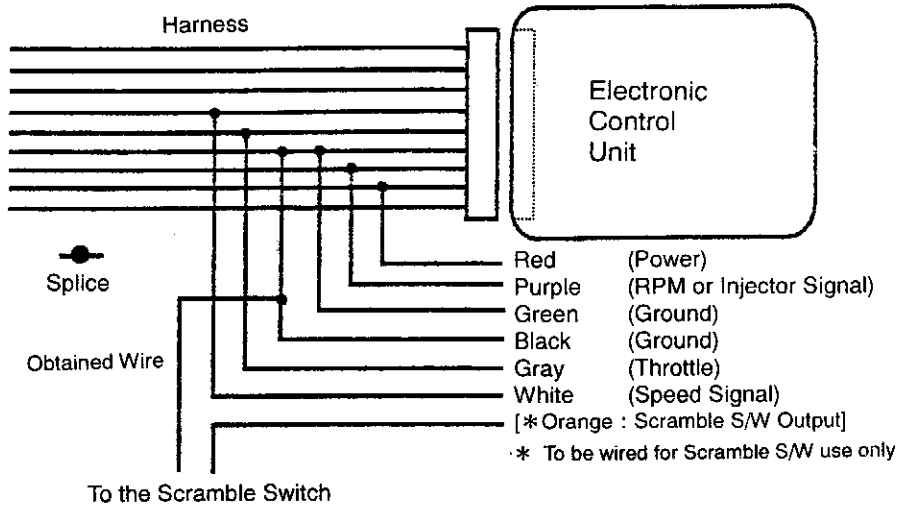 Harness
Electronic
Control
Unit
Splice
Obtained Wire
Red (Power)
Purple (RPM or Injector Signal)
Green (Ground)
Black (Ground)
Gray (Throttle)
White (Speed Signal)
[*Orange : Scramble S/W Output]
* To be wired for Scramble S/W use only
To the Scramble Switch